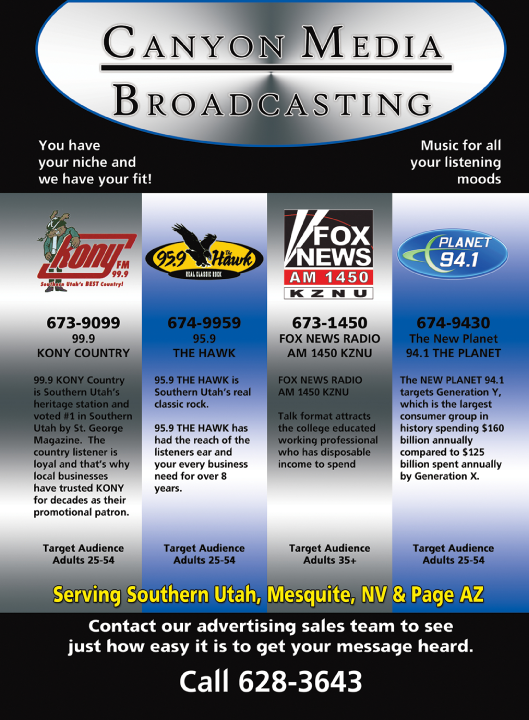 CANYON MEDIA
BROADCASTING
You have
your niche and
we have your fit!
Music for all
your listening
moods
Kony FM
99.9
Southern Utah's BEST Country!
673-9099
99.9
KONY COUNTRY
99.9 KONY Country
is Southern Utah's
heritage station and
voted #1 in Southern
Utah by St. George
Magazine. The
country listener is
loyal and that's why
local businesses
have trusted KONY
for decades as their
promotional patron.
Target Audience
Adults 25-54
95.9 The Hawk
REAL CLASSIC ROCK
674-9959
95.9
THE HAWK
95.9 THE HAWK is
Southern Utah's real
classic rock.
95.9 THE HAWK has
had the reach of the
listeners ear and
your every business
need for over 8
years.
Target Audience
Adults 25-54
FOX
NEWS
AM 1450
KZNU
673-1450
FOX NEWS RADIO
AM 1450 KZNU
FOX NEWS RADIO
AM 1450 KZNU
Talk format attracts
the college educated
working professional
who has disposable
income to spend
Target Audience
Adults 35+
PLANET
94.1
674-9430
The New Planet
94.1 THE PLANET
The NEW PLANET 94.1
targets Generation Y,
which is the largest
consumer group in
history spending $160
billion annually
compared to $125
billion spent annually
by Generation X.
Target Audience
Adults 25-54
Serving Southern Utah, Mesquite, NV & Page AZ
Contact our advertising sales team to see
just how easy it is to get your message heard.
Call 628-3643